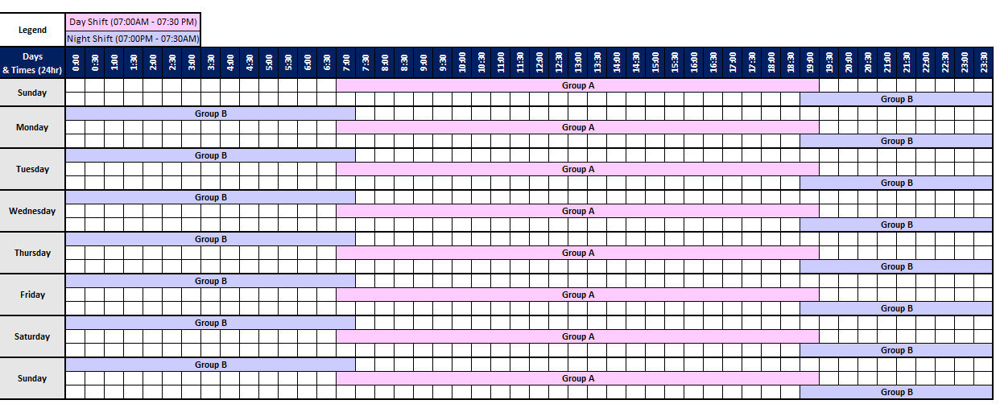 Legend
Day Shift (07:00AM - 07:30 PM)
Night Shift (07:00PM - 07:30AM)
Days
& Times (24hr)
0:00 0:30 1:00 1:30 2:00 2:30 3:00 3:30 4:00 4:30 5:00 5:30 6:00 6:30 7:00 7:30 8:00 8:30 9:00 9:30 10:00 10:30 11:00 11:30 12:00 12:30 13:00 13:30 14:00 14:30 15:00 15:30 16:00 16:30 17:00 17:30 18:00 18:30 19:00 19:30 20:00 20:30 21:00 21:30 22:00 22:30 23:00 23:30
Sunday
Group A
Group B
Monday
Group B
Group A
Group B
Tuesday
Group B
Group A
Group B
Wednesday
Group B
Group A
Group B
Thursday
Group B
Group A
Group B
Friday
Group B
Group A
Group B
Saturday
Group B
Group A
Group B
Sunday
Group B
Group A
Group B